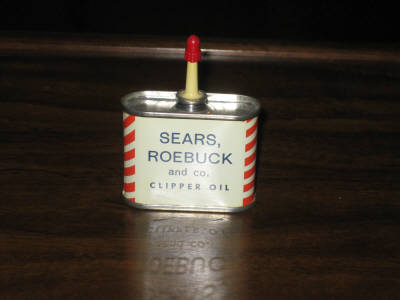 SEARS,
ROEBUCK
and co.
CLIPPER OIL